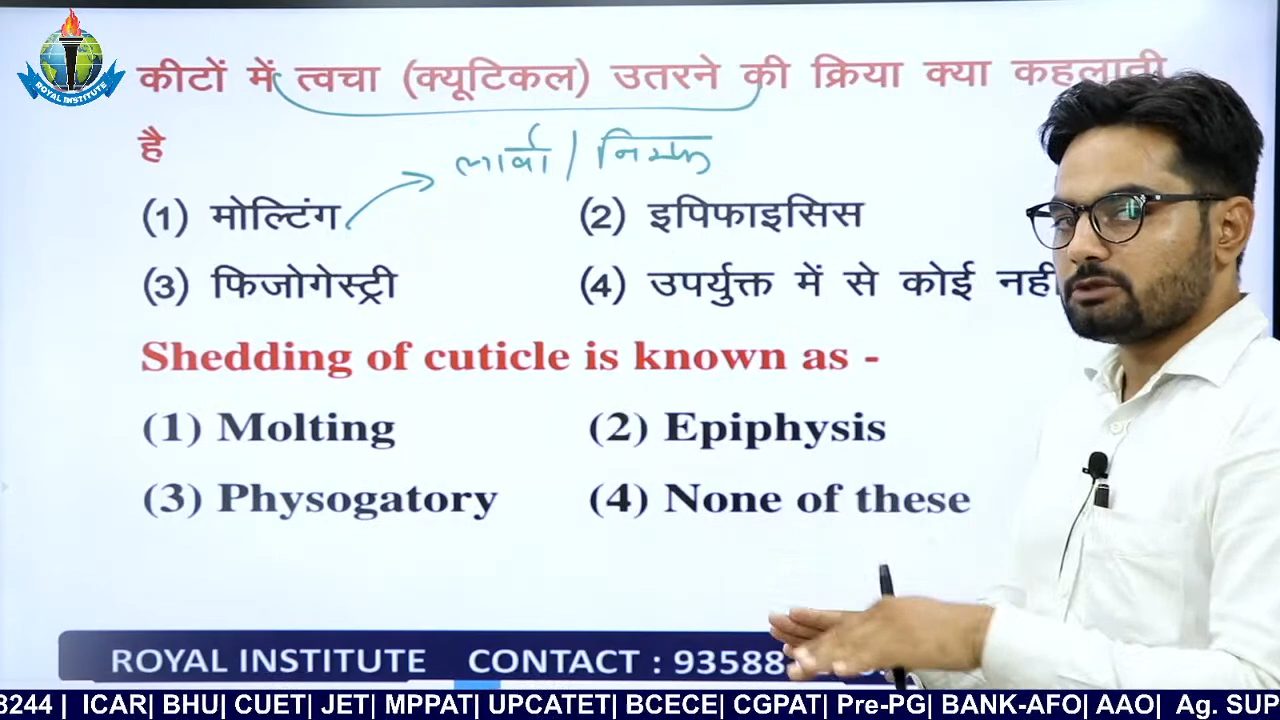 ROYAL INSTITUTE
कीटों में त्वचा (क्यूटिकल) उतरने की क्रिया क्या कहलाती
है
लार्वा / निम्फ
(1) मोल्टिंग (2) इपिफाइसिस
(3) फिजोगेस्ट्री (4) उपर्युक्त में से कोई नही
Shedding of cuticle is known as -
(1) Molting (2) Epiphysis
(3) Physogatory (4) None of these
ROYAL INSTITUTE CONTACT : 93588
8244 | ICAR| BHU| CUET| JET| MPPAT| UPCATET| BCECE| CGPAT| Pre-PG| BANK-AFO| AAO| Ag. SUP